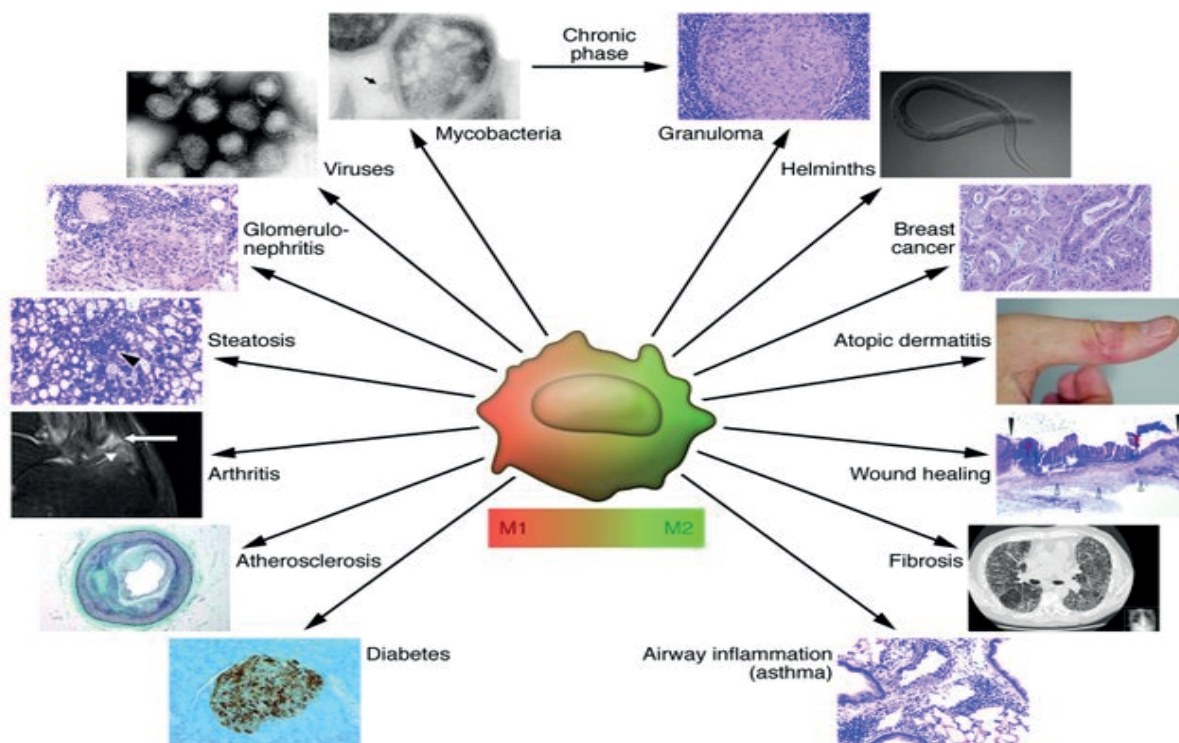 Chronic
phase
Mycobacteria
Granuloma
Viruses
Helminths
Glomerulo-
nephritis
Breast
cancer
Steatosis
Atopic dermatitis
Arthritis
Wound healing
M1
M2
Atherosclerosis
Fibrosis
Diabetes
Airway inflammation
(asthma)